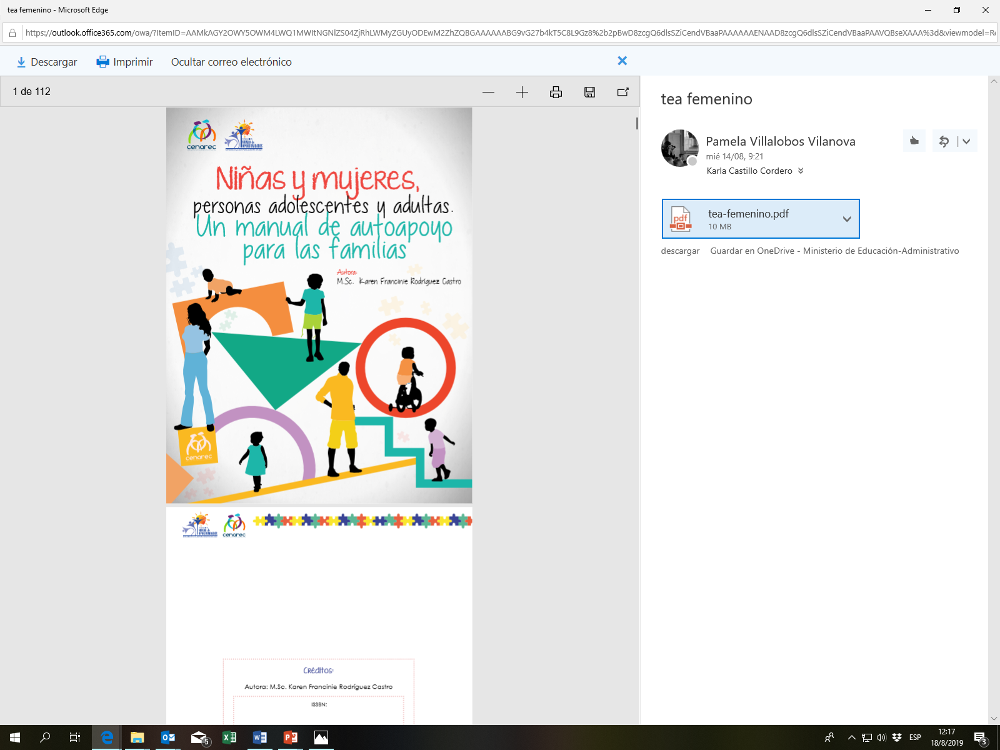 tea femenino - Microsoft Edge
https://outlook.office365.com/owa/?ItemID=AAMkAGY2OWY5OWM4LWQ1MWItNGNlZS04ZjRhLWMyZGUyODEwM2ZhZQBGAAAAAABG9vG27b4kT5C8L9Gz8%2b2pBwD8zcgQ6dlsSZiCendVBaaPAAAAAAENAAD8zcgQ6dlsSZiCendVBaaPAAVQBseXAAA%3d&viewmodel=Re
Descargar
Imprimir
Ocultar correo electrónico
1 de 112
cenarec
Niñas y mujeres,
personas adolescentes y adultas.
Un manual de autoapoyo
para las familias
Autora:
M.Sc. Karen Francinie Rodríguez Castro
cenarec
cenarec
Créditos:
Autora: M.Sc. Karen Francinie Rodríguez Castro
ISSBN:
tea femenino
Pamela Villalobos Vilanova
mié 14/08, 9:21
Karla Castillo Cordero
pdf
tea-femenino.pdf
10 MB
descargar
Guardar en OneDrive - Ministerio de Educación-Administrativo
5
ESP
12:17
18/8/2019
3